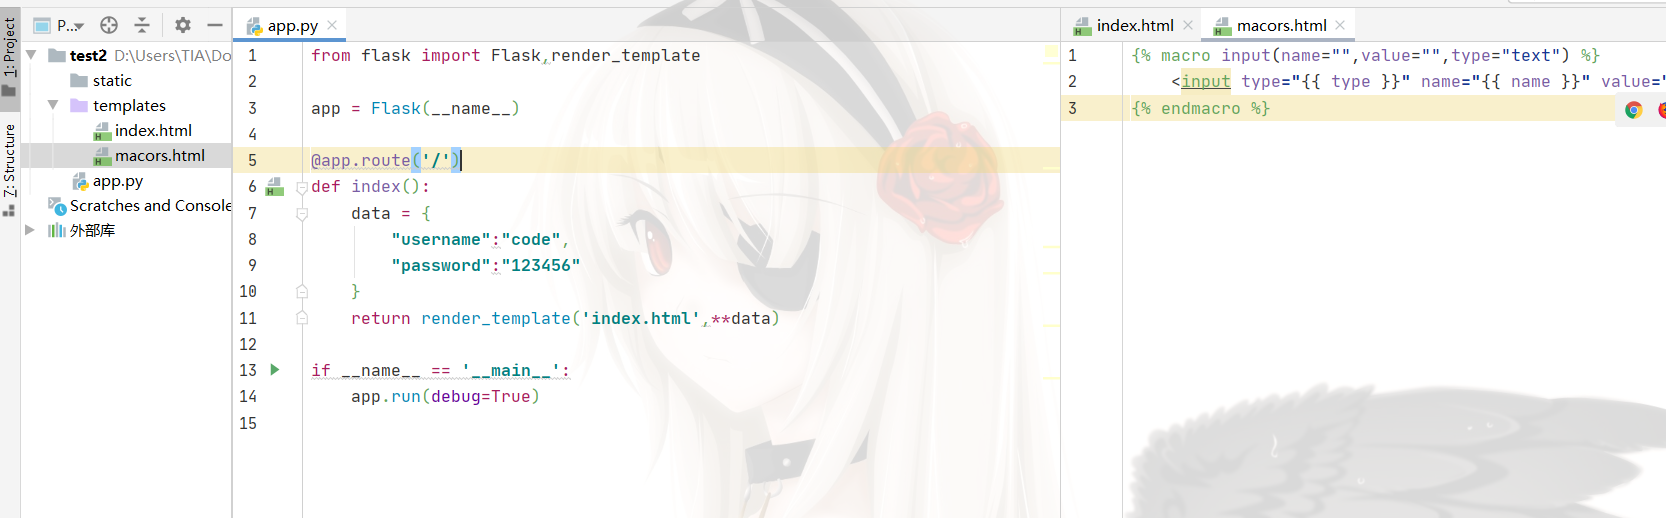 1: Project
7: Structure
P...
test2 D:\Users\TIA\Do
static
templates
index.html
macors.html
app.py
Scratches and Console
外部库
app.py
1 from flask import Flask,render_template
2
3 app = Flask(__name__)
4
5 @app.route('/')
6 def index():
7 data = {
8 "username":"code",
9 "password":"123456"
10 }
11 return render_template('index.html',**data)
12
13 if __name__ == '__main__':
14 app.run(debug=True)
15
index.html
macors.html
1 {% macro input(name="",value="",type="text") %}
2 <input type="{{ type }}" name="{{ name }}" value="
3 {% endmacro %}